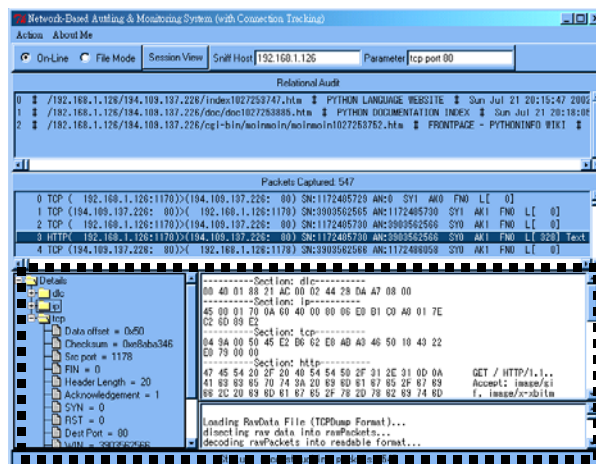 Network-Based Auditing & Monitoring System (with Connection Tracking)
Action About Me
On-Line File Mode Session View Sniff Host 192.168.1.126 Parameter tcp port 80
Relational Audit
0 ‡ /192.168.1.126/194.109.137.226/index1027253747.htm ‡ PYTHON LANGUAGE WEBSITE ‡ Sun Jul 21 20:15:47 2002
1 ‡ /192.168.1.126/194.109.137.226/doc/doc1027253885.htm ‡ PYTHON DOCUMENTATION INDEX ‡ Sun Jul 21 20:18:05
2 ‡ /192.168.1.126/194.109.137.226/cgi-bin/moinmoin/moinmoin1027253752.htm ‡ FRONTPAGE - PYTHONINFO WIKI ‡
Packets Captured: 547
0 TCP ( 192.168.1.126:1178)>>(194.109.137.226: 80) SN:1172485729 AN:0 SY1 AK0 FN0 L[ 0]
1 TCP (194.109.137.226: 80)>>( 192.168.1.126:1178) SN:3903562565 AN:1172485730 SY1 AK1 FN0 L[ 0]
2 TCP ( 192.168.1.126:1178)>>(194.109.137.226: 80) SN:1172485730 AN:3903562566 SY0 AK1 FN0 L[ 0]
3 HTTP( 192.168.1.126:1178)>>(194.109.137.226: 80) SN:1172485730 AN:3903562566 SY0 AK1 FN0 L[ 328] Text
4 TCP (194.109.137.226: 80)>>( 192.168.1.126:1178) SN:3903562566 AN:1172486058 SY0 AK1 FN0 L[ 0]
Details
dlc
ip
tcp
Data offset = 0x50
Checksum = 0xe8aba346
Src port = 1178
FIN = 0
Header Length = 20
Acknowledgement = 1
SYN = 0
RST = 0
Dest Port = 80
WIN = 3903562566
----------Section: dlc----------
00 40 01 88 21 AC 00 02 44 28 DA A7 08 00
----------Section: ip----------
45 00 01 70 0A 60 40 00 80 06 ED B1 C0 A8 01 7E
C2 6D 89 E2
----------Section: tcp----------
04 9A 00 50 45 E2 B6 62 E8 AB A3 46 50 18 43 22
E0 79 00 00
----------Section: http----------
47 45 54 20 2F 20 48 54 54 50 2F 31 2E 31 0D 0A GET / HTTP/1.1..
41 63 63 65 70 74 3A 20 69 6D 61 67 65 2F 67 69 Accept: image/gi
66 2C 20 69 6D 61 67 65 2F 78 2D 78 62 69 74 6D f, image/x-xbitm
Loading RawData File (TCPDump Format)...
disecting raw data into rawPackets...
decoding rawPackets into readable format...